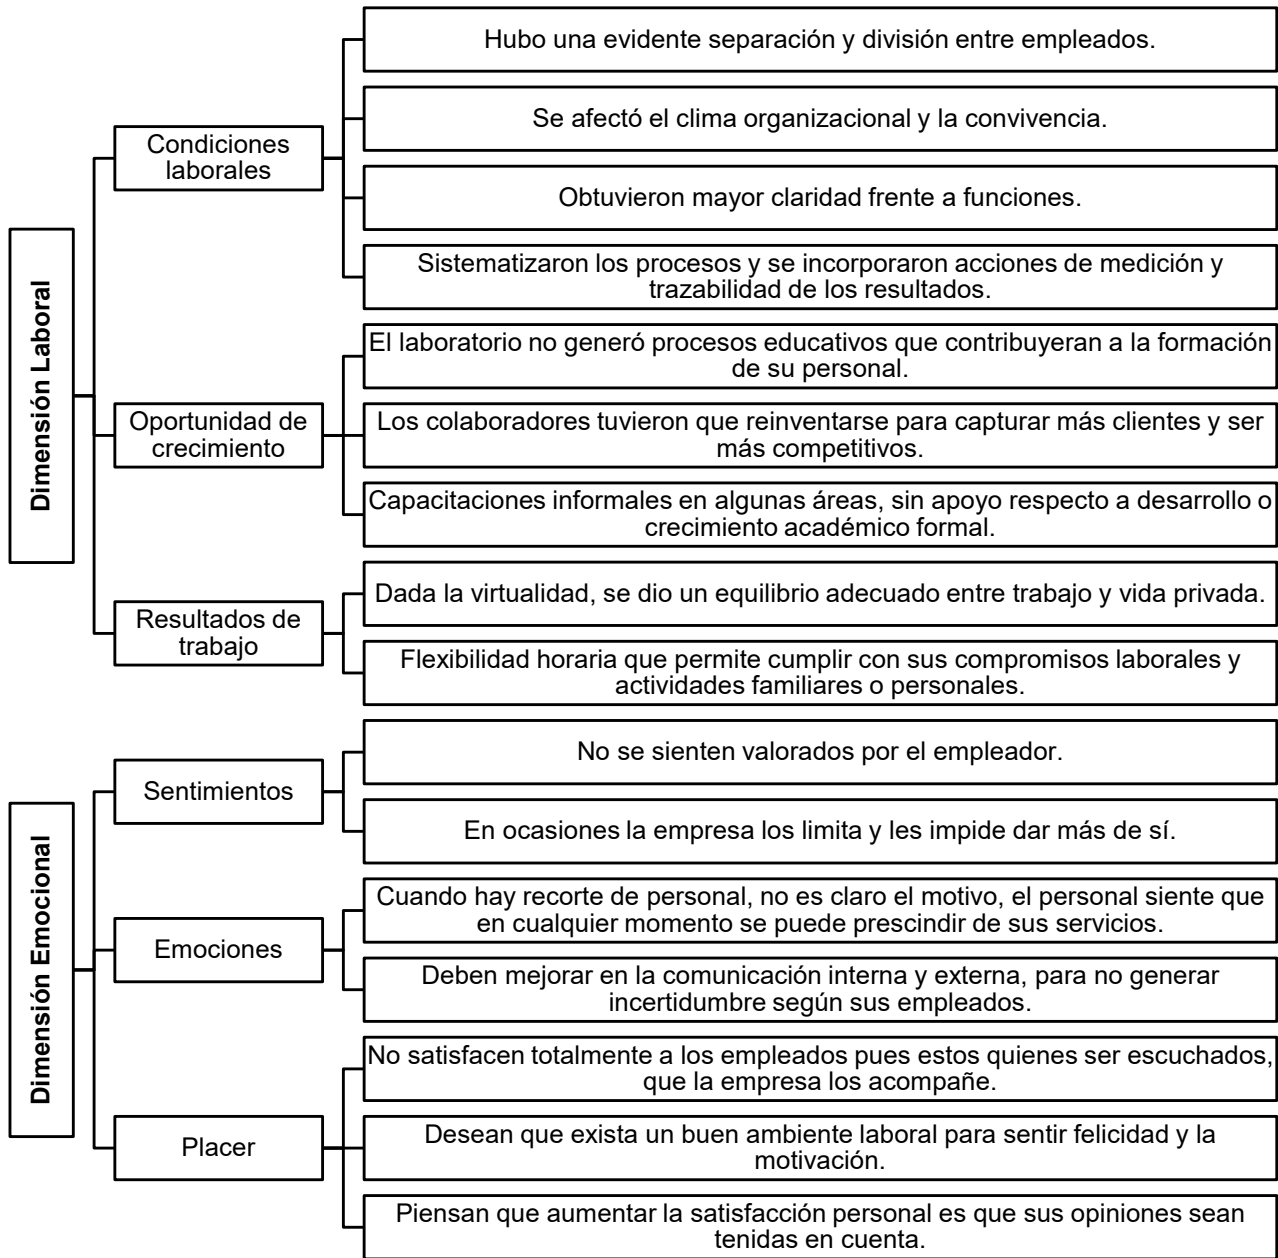 Dimensión Laboral
Condiciones
laborales
Hubo una evidente separación y división entre empleados.
Se afectó el clima organizacional y la convivencia.
Obtuvieron mayor claridad frente a funciones.
Sistematizaron los procesos y se incorporaron acciones de medición y
trazabilidad de los resultados.
Oportunidad de
crecimiento
El laboratorio no generó procesos educativos que contribuyeran a la formación
de su personal.
Los colaboradores tuvieron que reinventarse para capturar más clientes y ser
más competitivos.
Capacitaciones informales en algunas áreas, sin apoyo respecto a desarrollo o
crecimiento académico formal.
Resultados de
trabajo
Dada la virtualidad, se dio un equilibrio adecuado entre trabajo y vida privada.
Flexibilidad horaria que permite cumplir con sus compromisos laborales y
actividades familiares o personales.
Dimensión Emocional
Sentimientos
No se sienten valorados por el empleador.
En ocasiones la empresa los limita y les impide dar más de sí.
Emociones
Cuando hay recorte de personal, no es claro el motivo, el personal siente que
en cualquier momento se puede prescindir de sus servicios.
Deben mejorar en la comunicación interna y externa, para no generar
incertidumbre según sus empleados.
Placer
No satisfacen totalmente a los empleados pues estos quienes ser escuchados,
que la empresa los acompañe.
Desean que exista un buen ambiente laboral para sentir felicidad y la
motivación.
Piensan que aumentar la satisfacción personal es que sus opiniones sean
tenidas en cuenta.